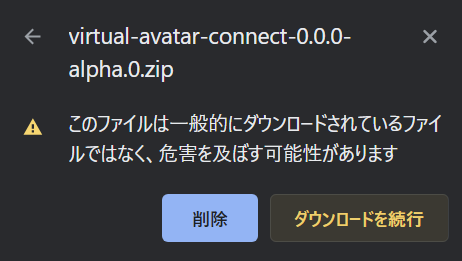 virtual-avatar-connect-0.0.0-
alpha.0.zip
このファイルは一般的にダウンロードされているファイ
ルではなく、危害を及ぼす可能性があります
削除
ダウンロードを続行